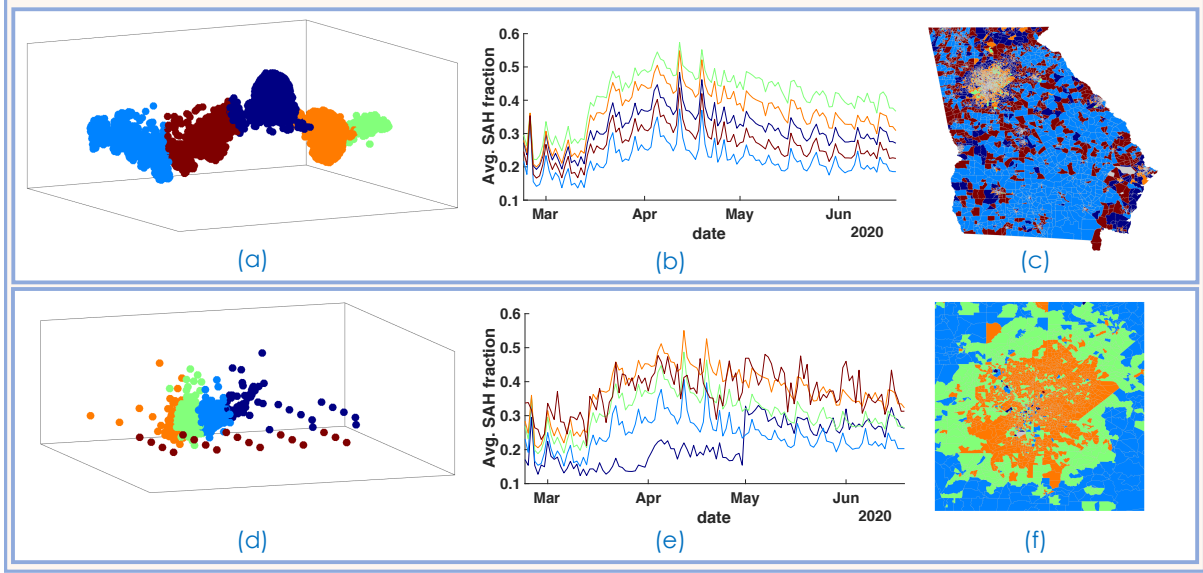 0.6
0.5
0.4
0.3
0.2
0.1
Avg. SAH fraction
Mar
Apr
May
Jun
date
2020
(a)
(b)
(c)
0.6
0.5
0.4
0.3
0.2
0.1
Avg. SAH fraction
Mar
Apr
May
Jun
date
2020
(d)
(e)
(f)